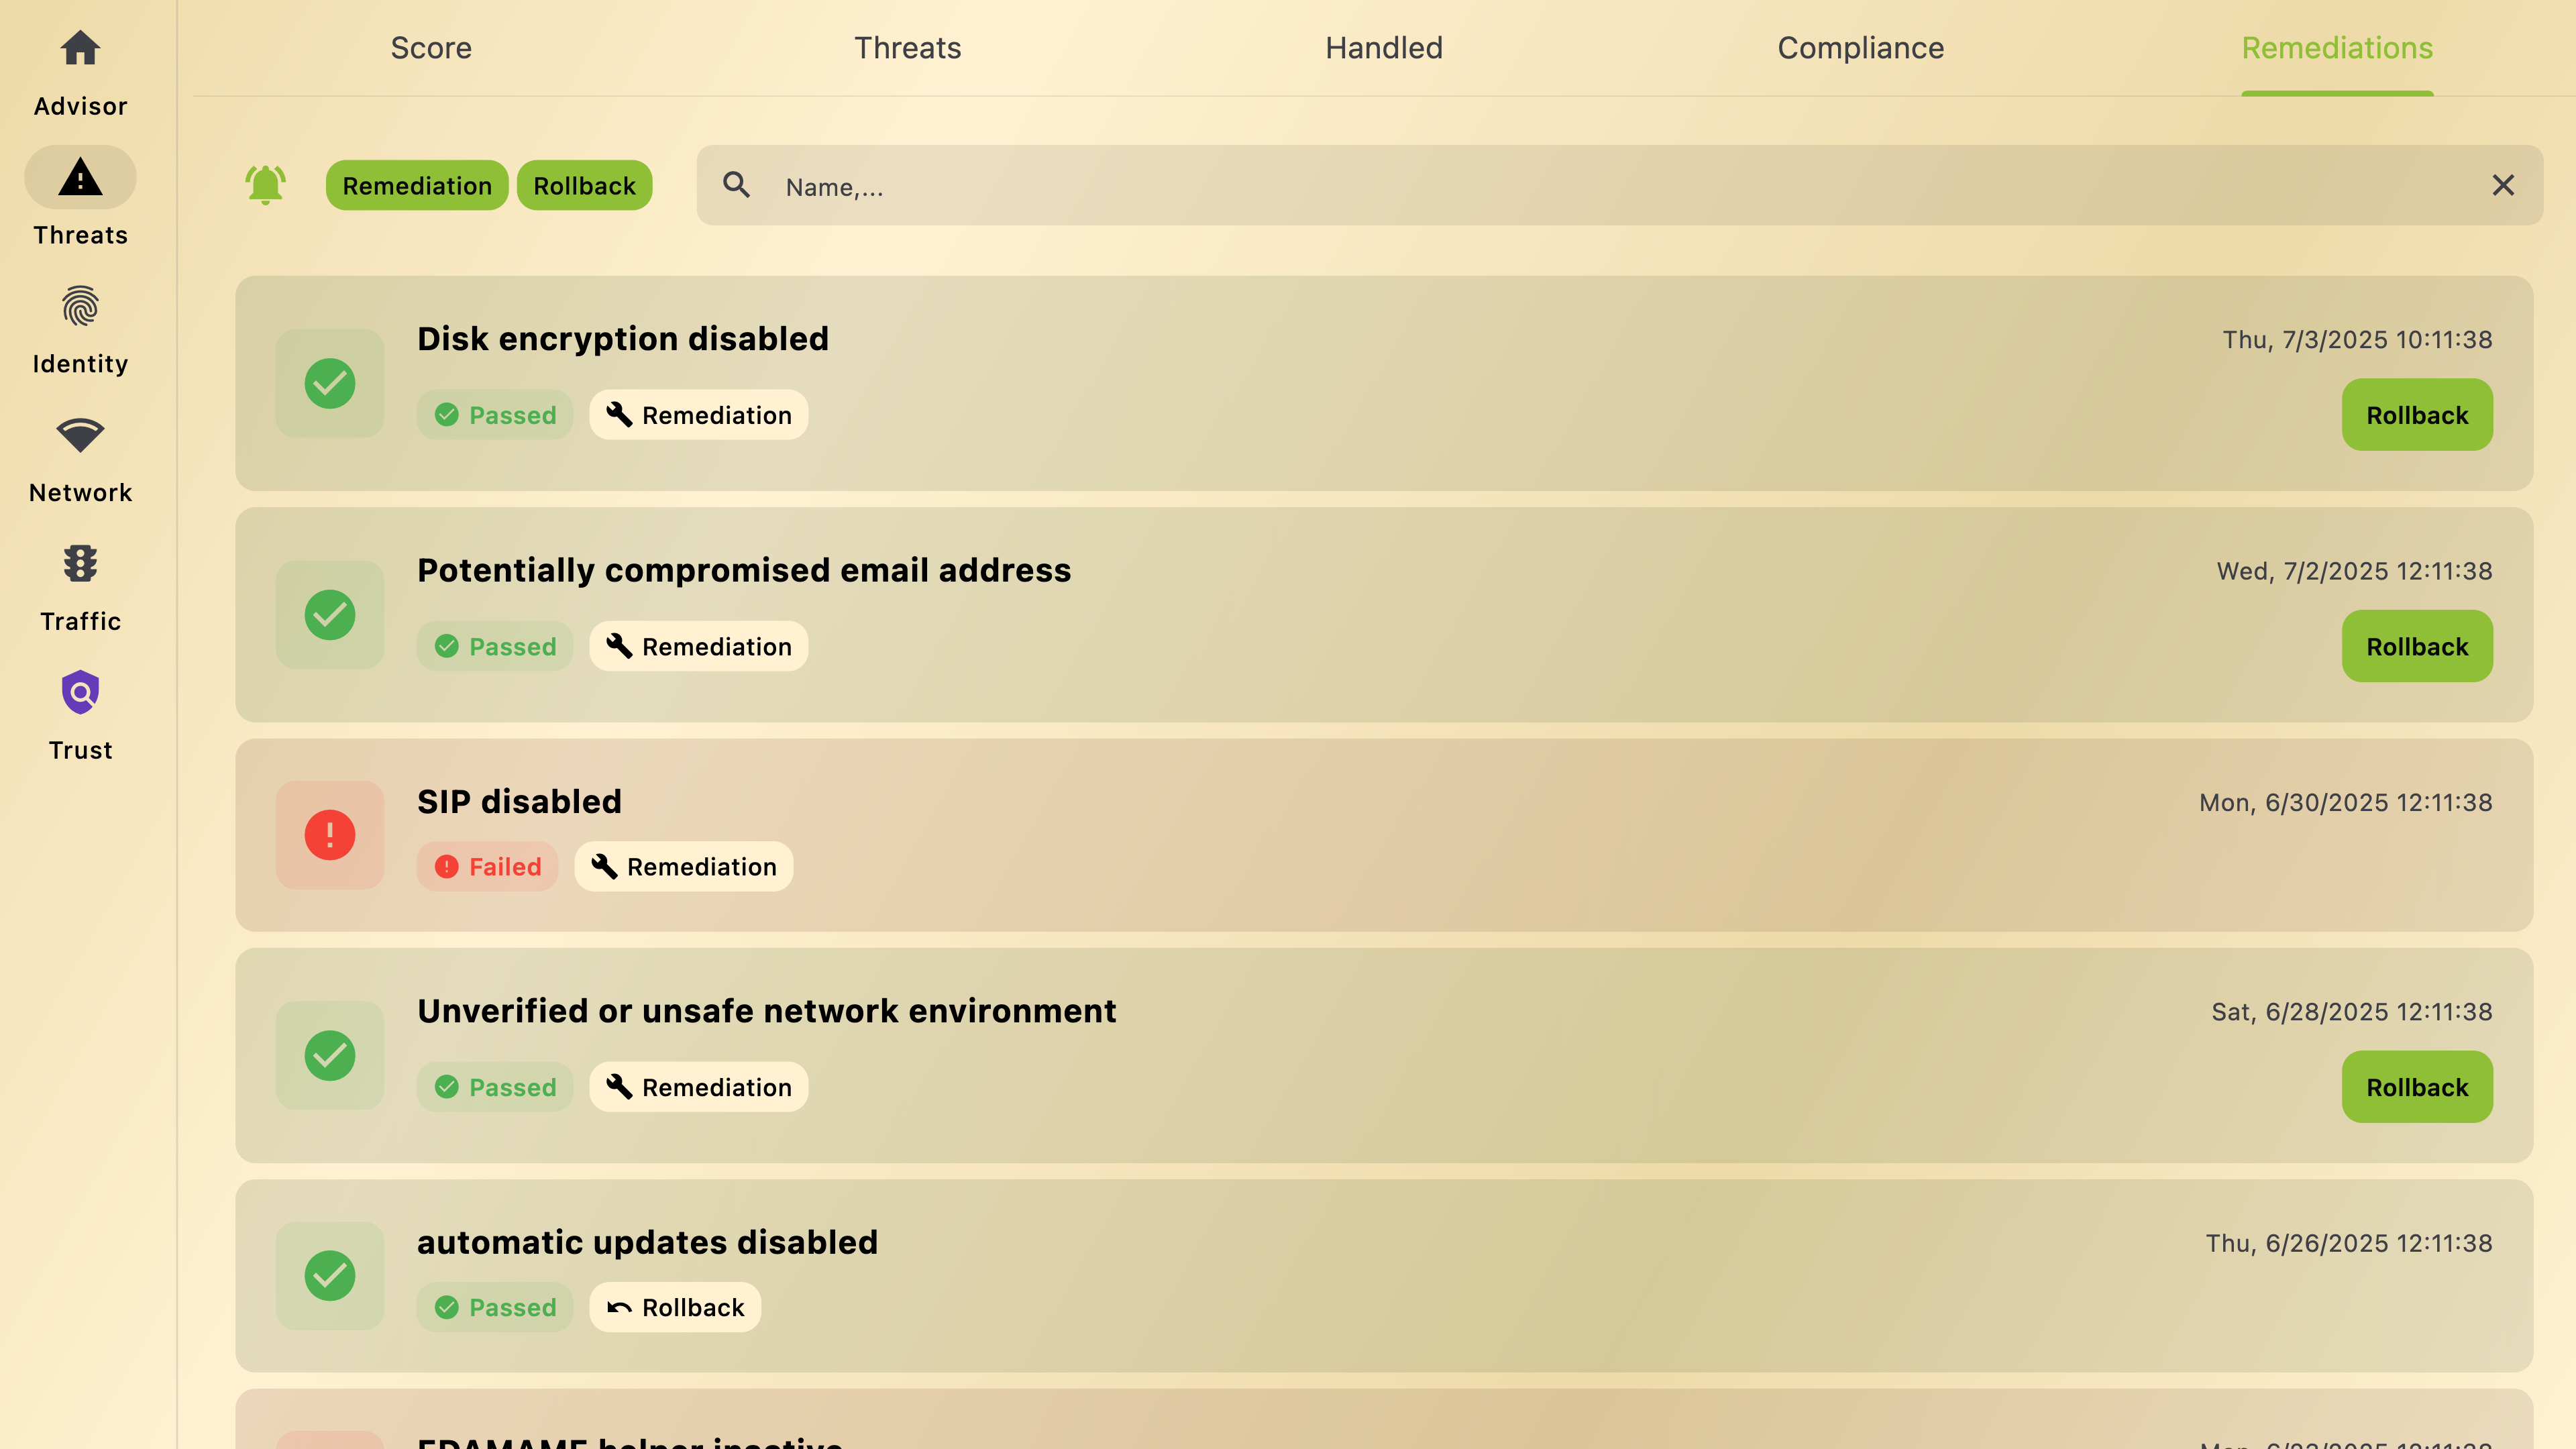 Advisor
Threats
Identity
Network
Traffic
Trust
Score
Threats
Handled
Compliance
Remediations
Remediation
Rollback
Name,...
Disk encryption disabled
Thu, 7/3/2025 10:11:38
Passed
Remediation
Rollback
Potentially compromised email address
Wed, 7/2/2025 12:11:38
Passed
Remediation
Rollback
SIP disabled
Mon, 6/30/2025 12:11:38
Failed
Remediation
Unverified or unsafe network environment
Sat, 6/28/2025 12:11:38
Passed
Remediation
Rollback
automatic updates disabled
Thu, 6/26/2025 12:11:38
Passed
Rollback
EDAMAME helper inactive